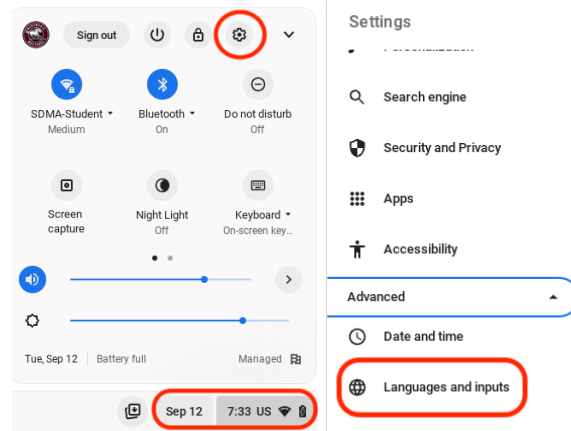 Sign out
SDMA-Student
Medium
Bluetooth
On
Do not disturb
Off
Screen
capture
Night Light
Off
Keyboard
On-screen key...
Tue, Sep 12
Battery full
Managed
Sep 12
7:33 US
Settings
Search engine
Security and Privacy
Apps
Accessibility
Advanced
Date and time
Languages and inputs